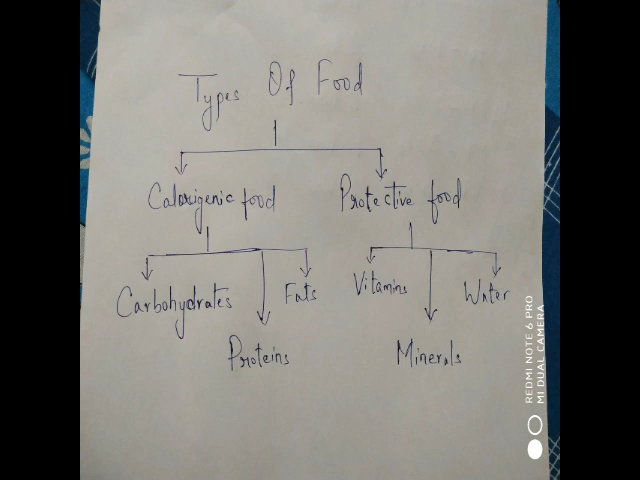 Types Of Food
Calorigenic food Protective food
Carbohydrates Fats Vitamins Water
Proteins Minerals
REDMI NOTE 6 PRO
MI DUAL CAMERA